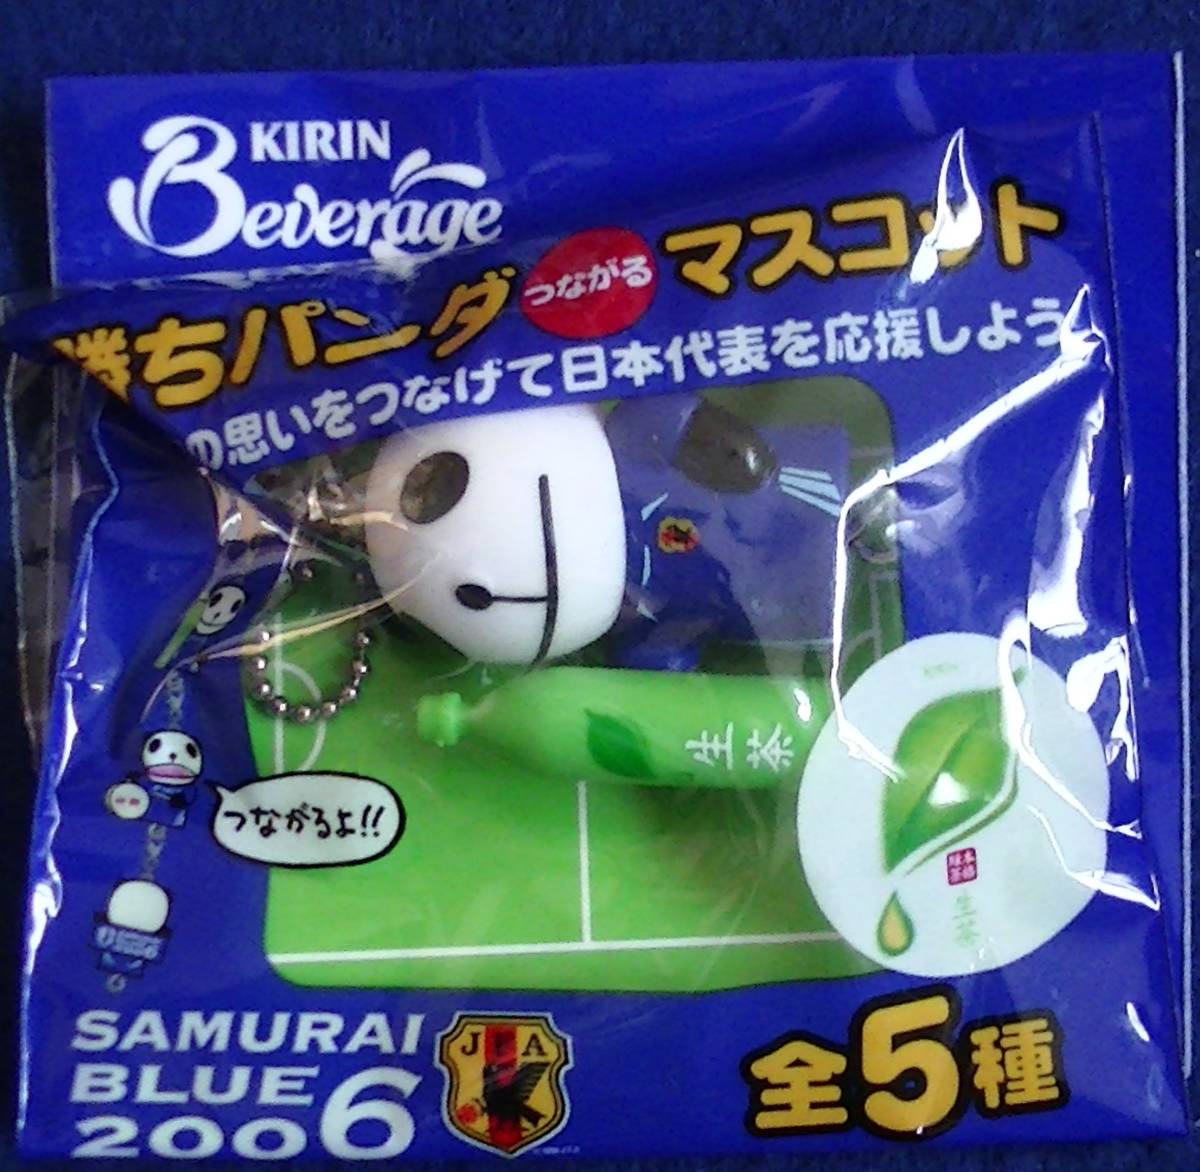 KIRIN
Beverage
勝ちパンダ つながる マスコット
の思いをつなげて日本代表を応援しよう
生茶
つながるよ!!
KIRIN
生茶
SAMURAI
BLUE
2006
JFA
全5種